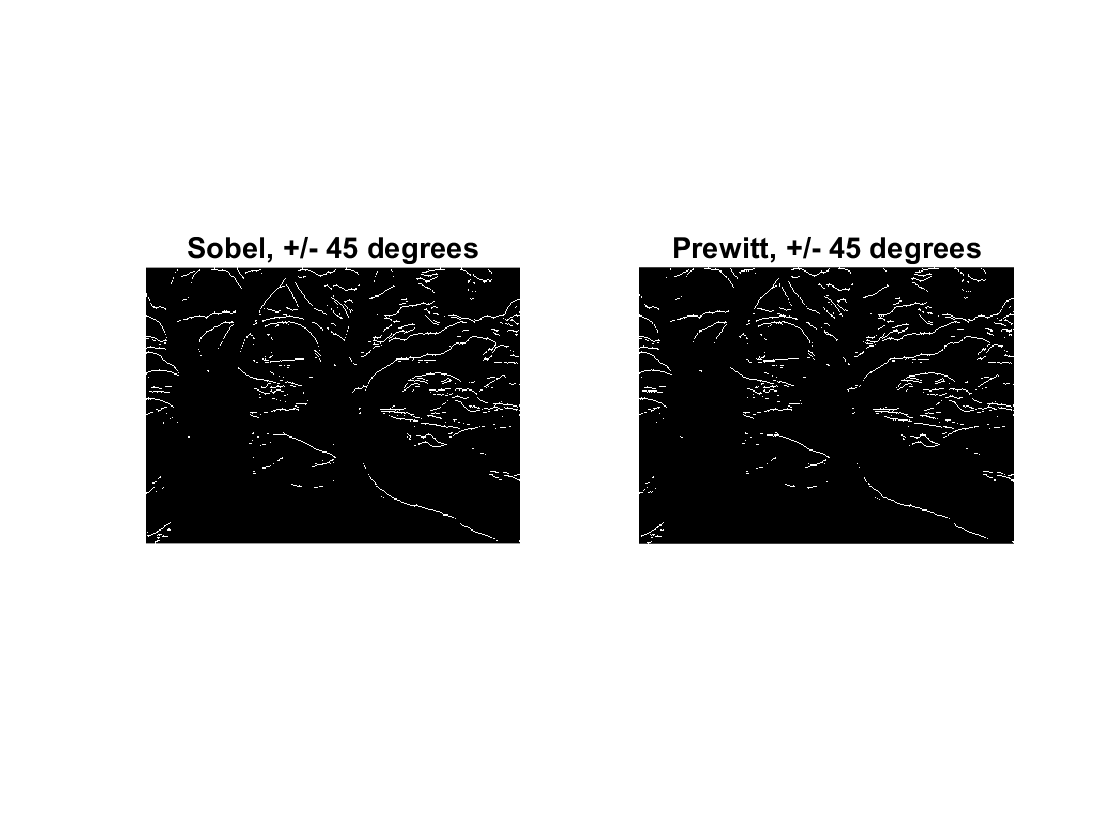 Sobel, +/- 45 degrees
Prewitt, +/- 45 degrees